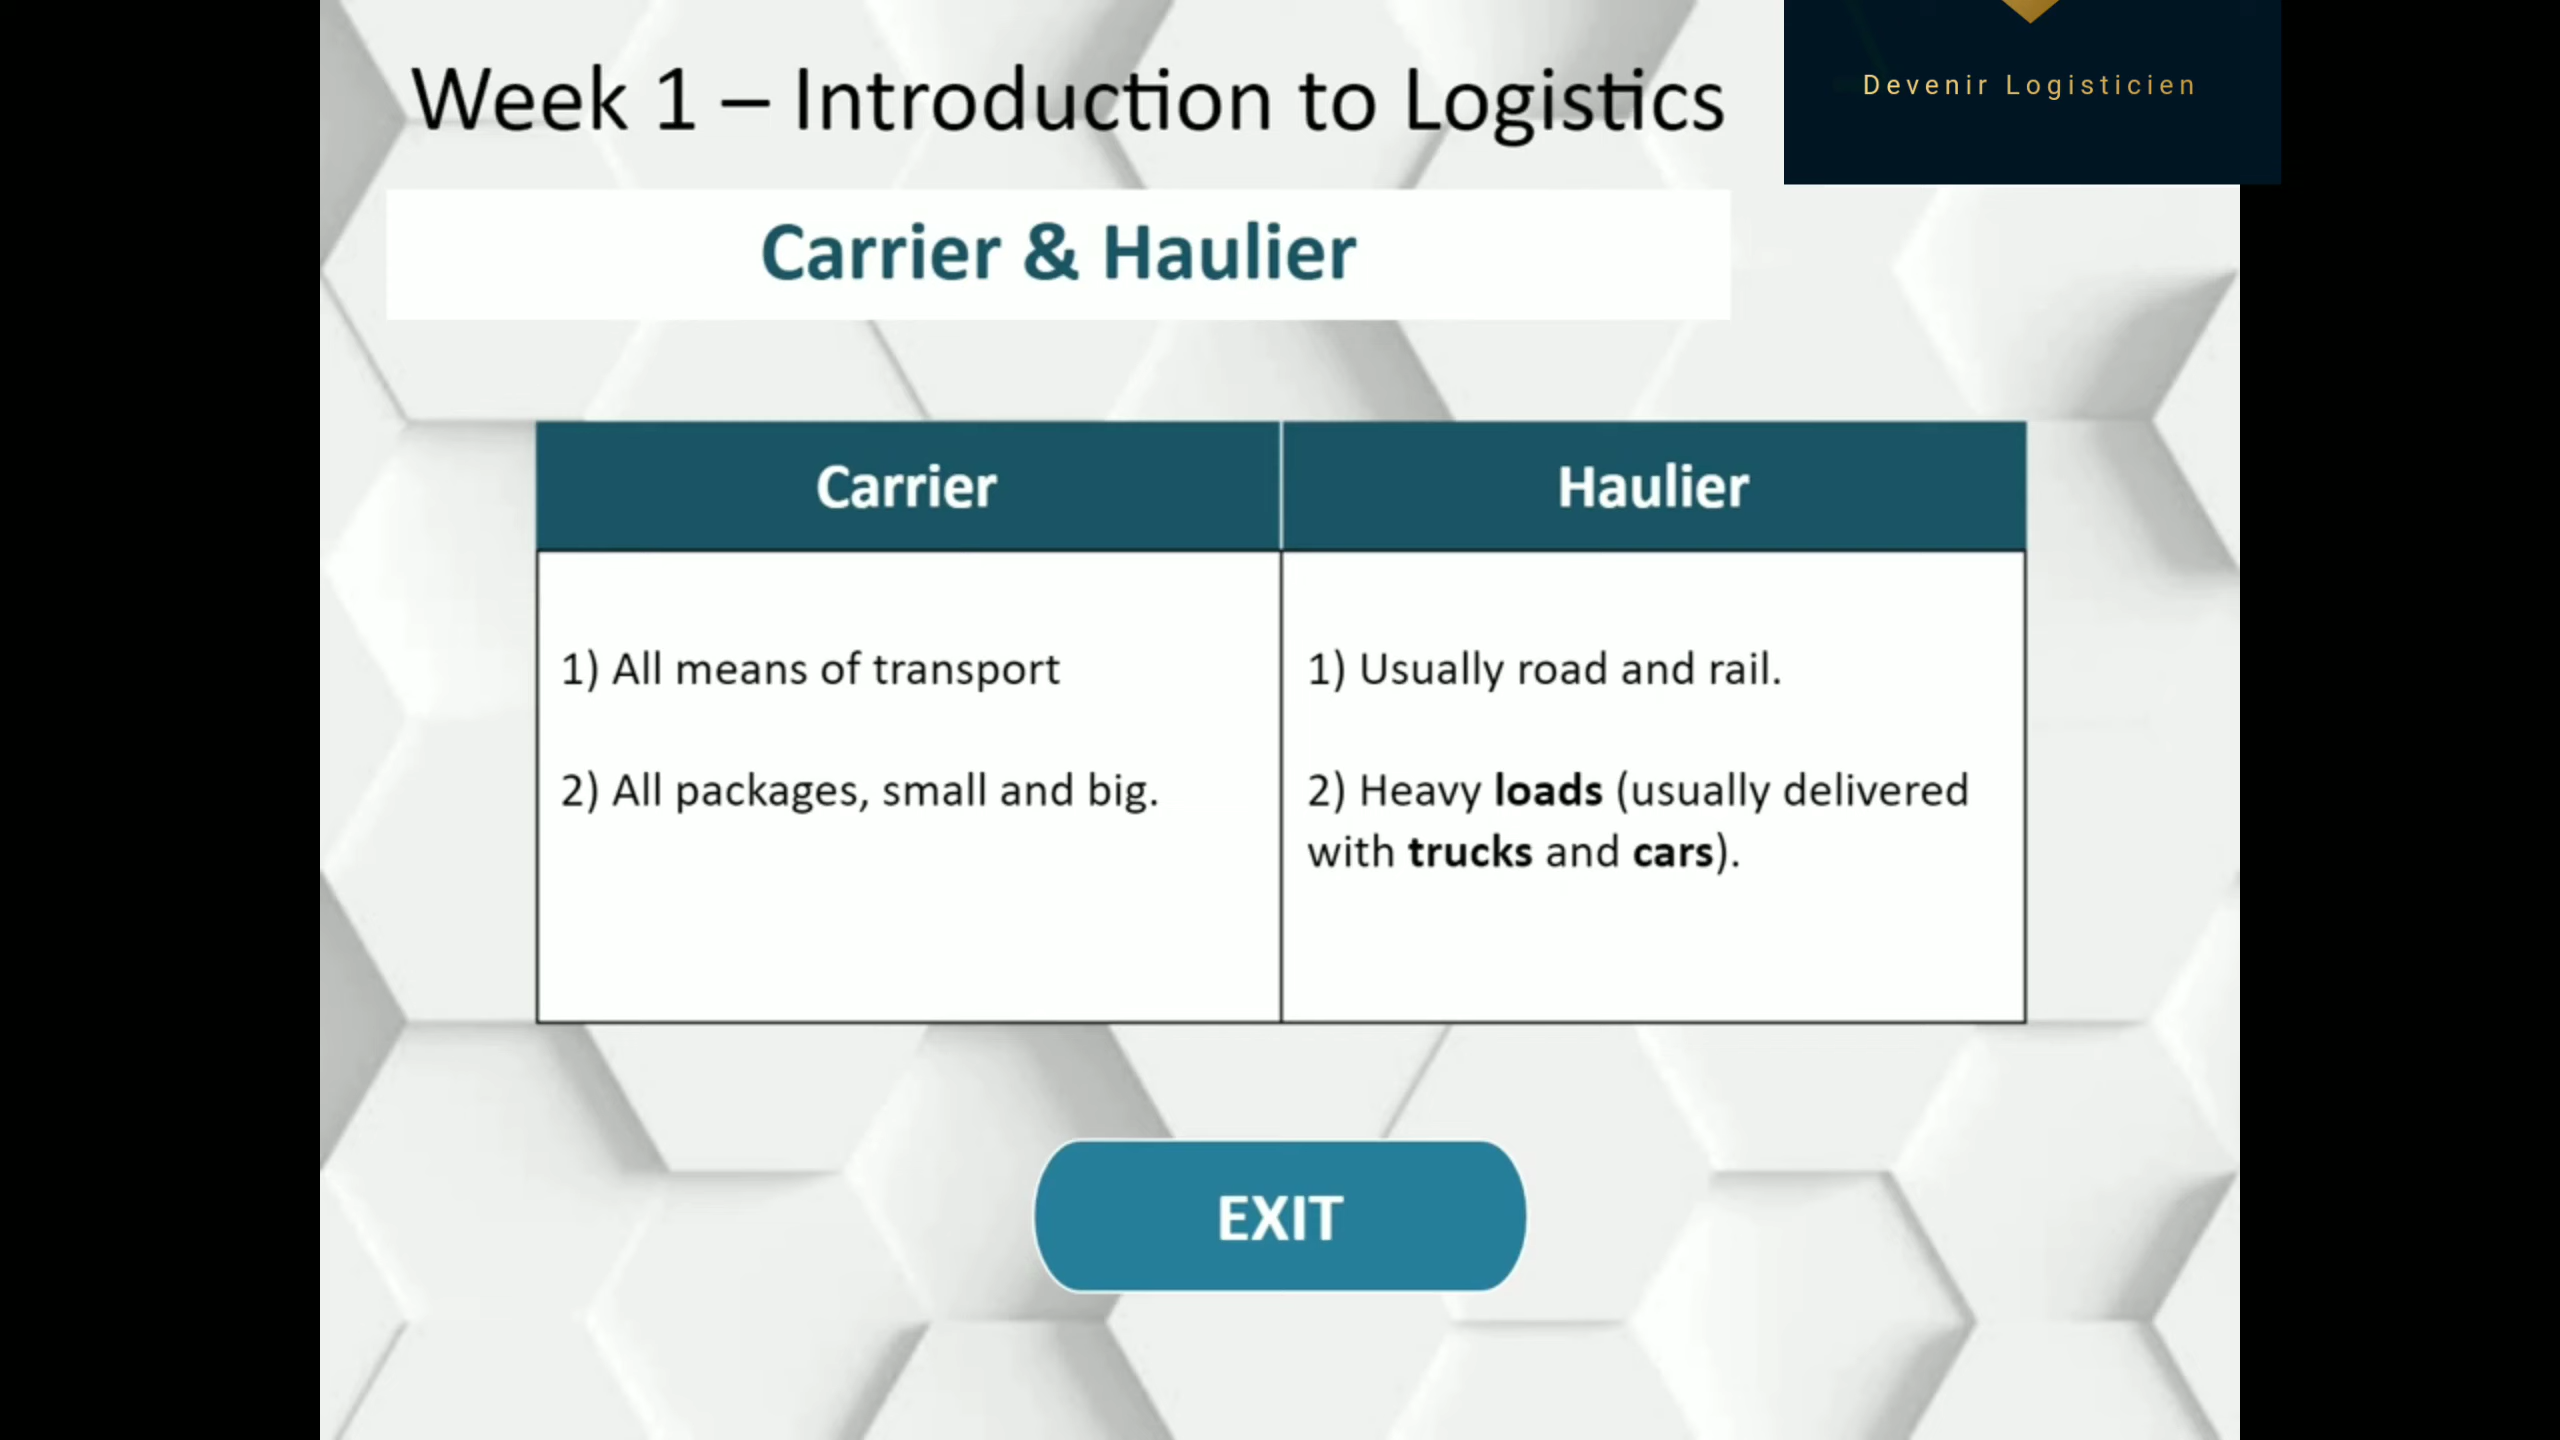 Week 1 – Introduction to Logistics
Devenir Logisticien
Carrier & Haulier
Carrier
Haulier
1) All means of transport
2) All packages, small and big.
1) Usually road and rail.
2) Heavy loads (usually delivered
with trucks and cars).
EXIT